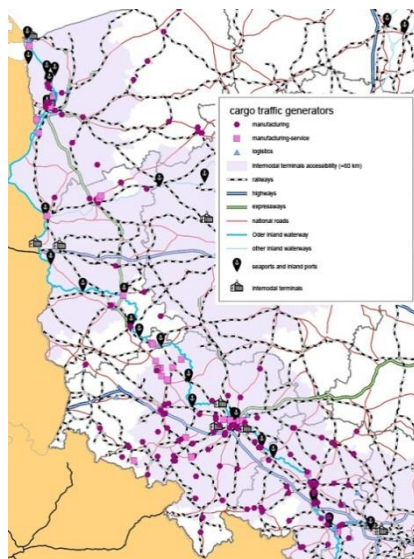 cargo traffic generators
manufacturing
manufacturing-service
logistics
intermodal terminals accessibility (=60 km)
railways
highways
expressways
national roads
Oder inland waterway
other inland waterways
seaports and inland ports
intermodal terminals